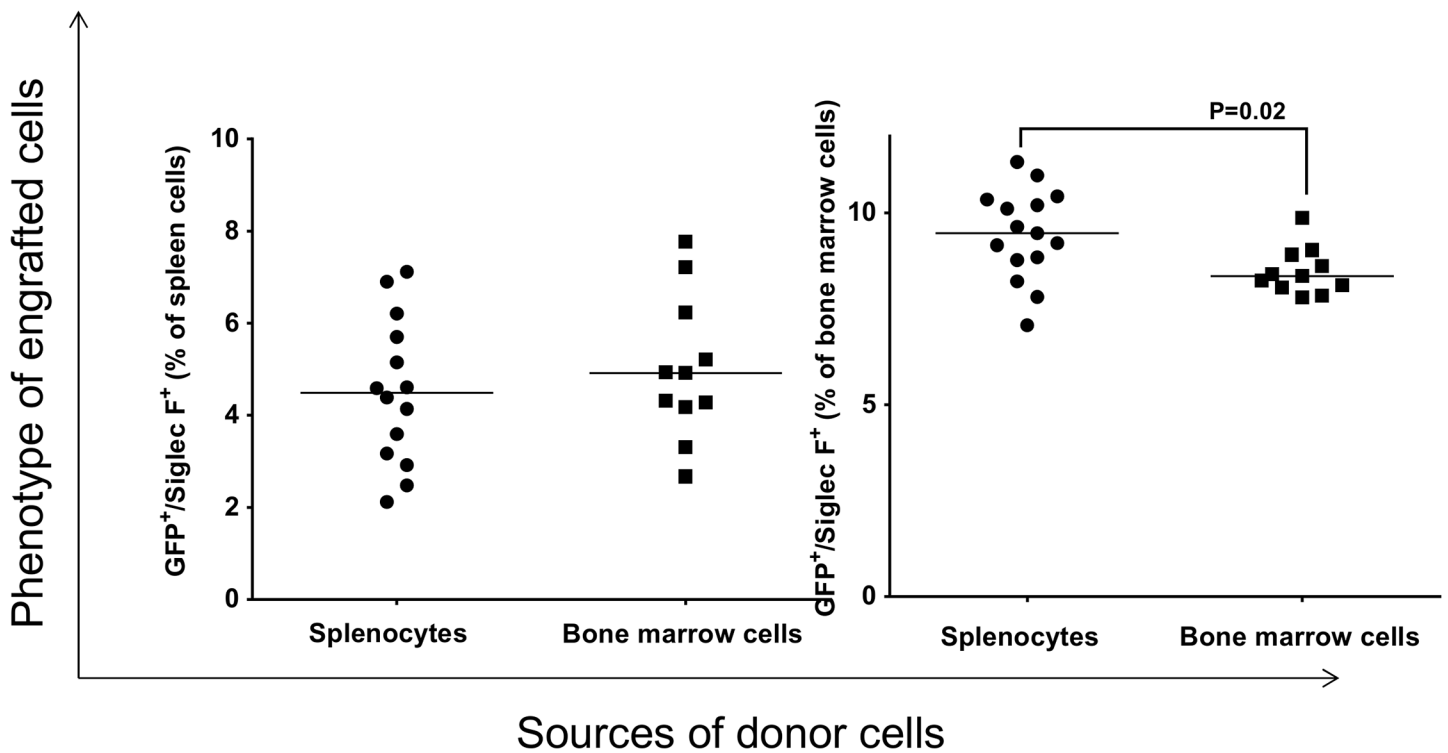 Phenotype of engrafted cells
GFP⁺/Siglec F⁺ (% of spleen cells)
10
8
6
4
2
0
Splenocytes
Bone marrow cells
GFP⁺/Siglec F⁺ (% of bone marrow cells)
P=0.02
10
5
0
Splenocytes
Bone marrow cells
Sources of donor cells